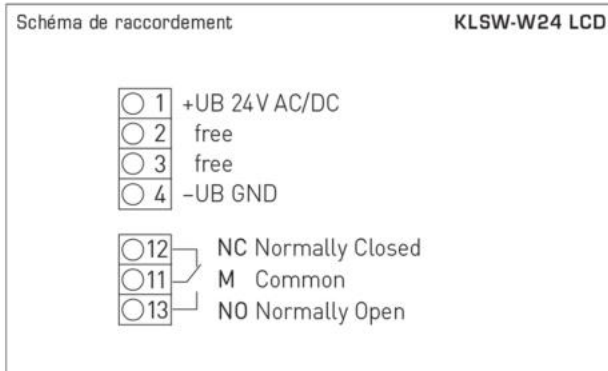 Schéma de raccordement KLSW-W24 LCD
1 +UB 24V AC/DC
2 free
3 free
4 –UB GND
12 NC Normally Closed
11 M Common
13 NO Normally Open